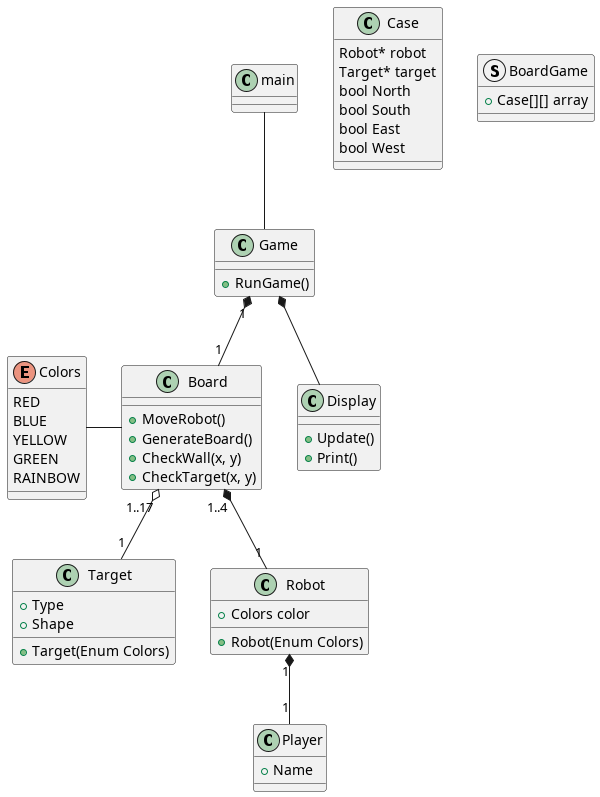 C Case
Robot* robot
Target* target
bool North
bool South
bool East
bool West
S BoardGame
Case[][] array
C main
C Game
RunGame()
1
1
E Colors
RED
BLUE
YELLOW
GREEN
RAINBOW
C Board
MoveRobot()
GenerateBoard()
CheckWall(x, y)
CheckTarget(x, y)
C Display
Update()
Print()
1..17
1..4
1
1
C Target
Type
Shape
Target(Enum Colors)
C Robot
Colors color
Robot(Enum Colors)
1
1
C Player
Name